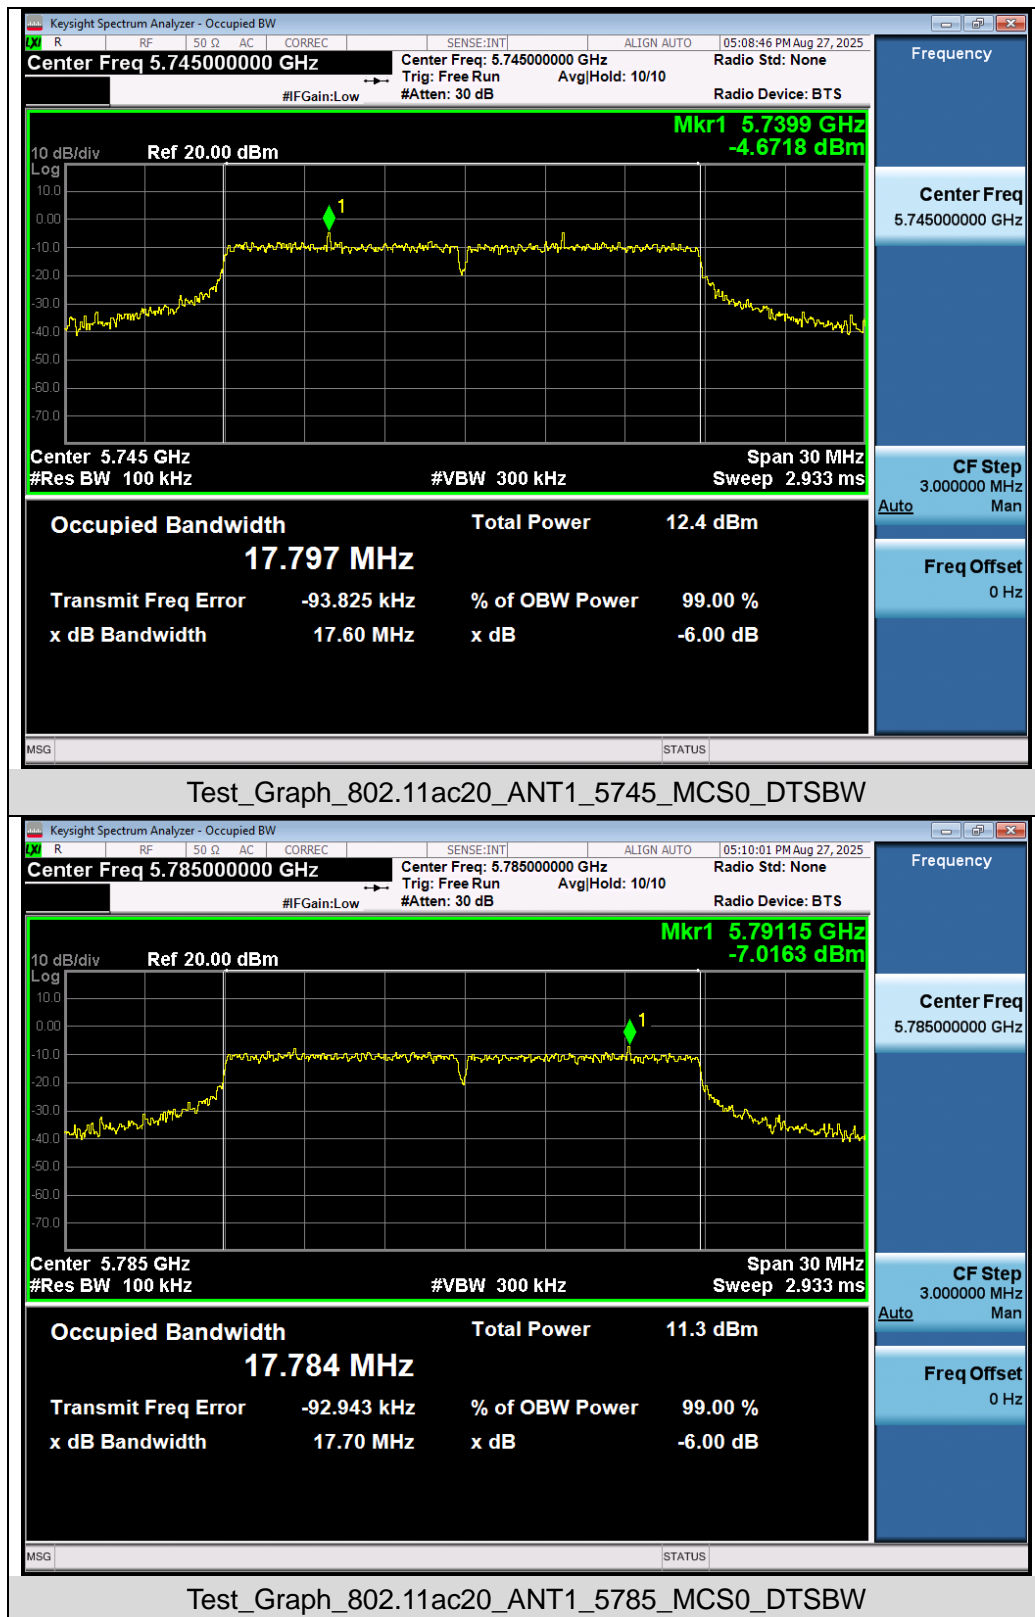 Keysight Spectrum Analyzer - Occupied BW
LXI R RF 50 Ω AC CORREC SENSE:INT ALIGN AUTO 05:08:46 PM Aug 27, 2025
Center Freq 5.745000000 GHz
Center Freq: 5.745000000 GHz Radio Std: None
Trig: Free Run Avg|Hold: 10/10
#IFGain:Low #Atten: 30 dB Radio Device: BTS
Frequency
Mkr1 5.7399 GHz
-4.6718 dBm
10 dB/div Ref 20.00 dBm
Log
10.0
0.00
-10.0
-20.0
-30.0
-40.0
-50.0
-60.0
-70.0
1
Center 5.745 GHz Span 30 MHz
#Res BW 100 kHz #VBW 300 kHz Sweep 2.933 ms
Center Freq
5.745000000 GHz
CF Step
3.000000 MHz
Auto Man
Freq Offset
0 Hz
Occupied Bandwidth Total Power 12.4 dBm
17.797 MHz
Transmit Freq Error -93.825 kHz % of OBW Power 99.00 %
x dB Bandwidth 17.60 MHz x dB -6.00 dB
MSG STATUS
Test_Graph_802.11ac20_ANT1_5745_MCS0_DTSBW
Keysight Spectrum Analyzer - Occupied BW
LXI R RF 50 Ω AC CORREC SENSE:INT ALIGN AUTO 05:10:01 PM Aug 27, 2025
Center Freq 5.785000000 GHz
Center Freq: 5.785000000 GHz Radio Std: None
Trig: Free Run Avg|Hold: 10/10
#IFGain:Low #Atten: 30 dB Radio Device: BTS
Frequency
Mkr1 5.79115 GHz
-7.0163 dBm
10 dB/div Ref 20.00 dBm
Log
10.0
0.00
-10.0
-20.0
-30.0
-40.0
-50.0
-60.0
-70.0
1
Center 5.785 GHz Span 30 MHz
#Res BW 100 kHz #VBW 300 kHz Sweep 2.933 ms
Center Freq
5.785000000 GHz
CF Step
3.000000 MHz
Auto Man
Freq Offset
0 Hz
Occupied Bandwidth Total Power 11.3 dBm
17.784 MHz
Transmit Freq Error -92.943 kHz % of OBW Power 99.00 %
x dB Bandwidth 17.70 MHz x dB -6.00 dB
MSG STATUS
Test_Graph_802.11ac20_ANT1_5785_MCS0_DTSBW